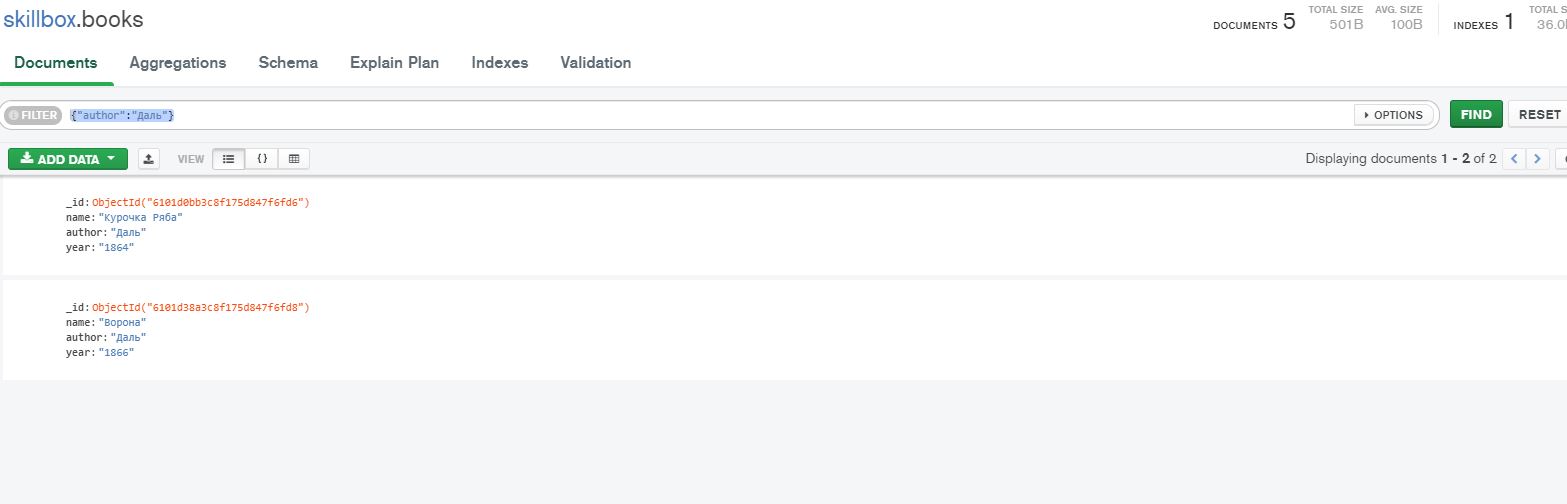 skillbox.books
DOCUMENTS 5
TOTAL SIZE
501B
AVG. SIZE
100B
INDEXES 1
TOTAL S
36.0
Documents Aggregations Schema Explain Plan Indexes Validation
FILTER {"author":"Даль"} OPTIONS FIND RESET
ADD DATA VIEW { } Displaying documents 1 - 2 of 2
_id: ObjectId("6101d0bb3c8f175d847f6fd6")
name: "Курочка Ряба"
author: "Даль"
year: "1864"
_id: ObjectId("6101d38a3c8f175d847f6fd8")
name: "Ворона"
author: "Даль"
year: "1866"